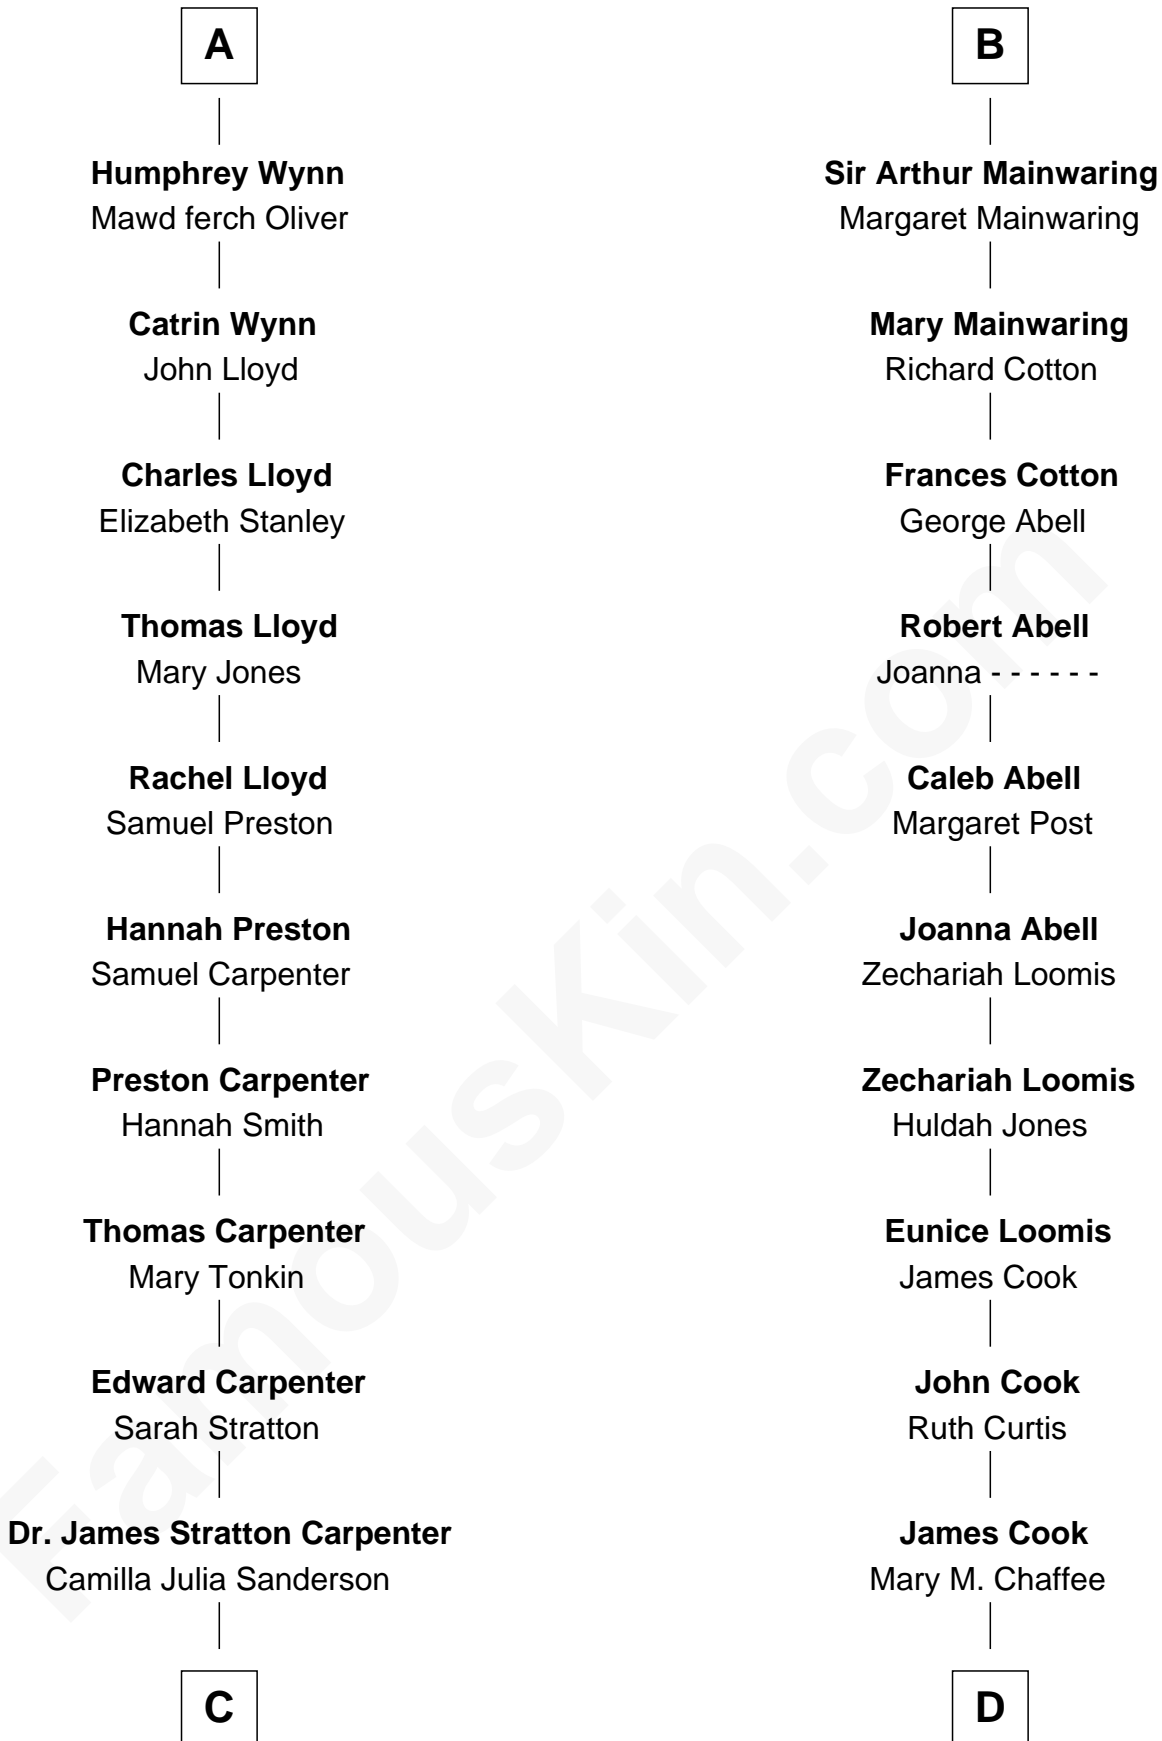 A
Humphrey Wynn
Mawd ferch Oliver
Catrin Wynn
John Lloyd
Charles Lloyd
Elizabeth Stanley
Thomas Lloyd
Mary Jones
Rachel Lloyd
Samuel Preston
Hannah Preston
Samuel Carpenter
Preston Carpenter
Hannah Smith
Thomas Carpenter
Mary Tonkin
Edward Carpenter
Sarah Stratton
Dr. James Stratton Carpenter
Camilla Julia Sanderson
C
B
Sir Arthur Mainwaring
Margaret Mainwaring
Mary Mainwaring
Richard Cotton
Frances Cotton
George Abell
Robert Abell
Joanna - - - - - -
Caleb Abell
Margaret Post
Joanna Abell
Zechariah Loomis
Zechariah Loomis
Huldah Jones
Eunice Loomis
James Cook
John Cook
Ruth Curtis
James Cook
Mary M. Chaffee
D
FamousKin.com